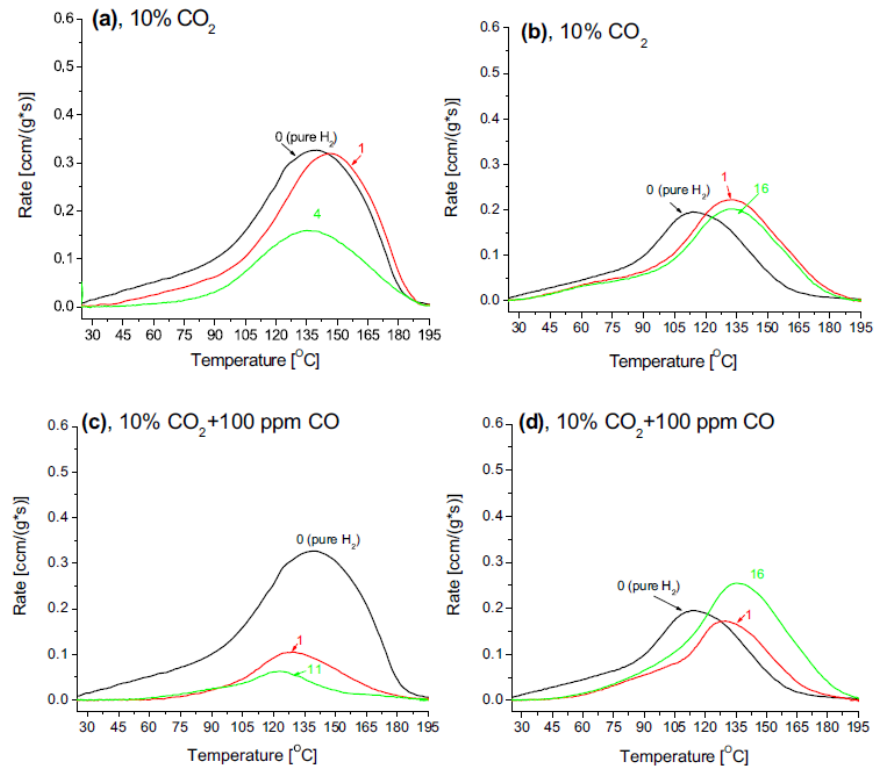 (a), 10% CO₂
0.6
0.5
0.4
0.3
0.2
0.1
0.0
Rate [ccm/(g*s)]
0 (pure H₂)
1
4
30 45 60 75 90 105 120 135 150 165 180 195
Temperature [°C]
(b), 10% CO₂
0.6
0.5
0.4
0.3
0.2
0.1
0.0
Rate [ccm/(g*s)]
0 (pure H₂)
1
16
30 45 60 75 90 105 120 135 150 165 180 195
Temperature [°C]
(c), 10% CO₂+100 ppm CO
0.6
0.5
0.4
0.3
0.2
0.1
0.0
Rate [ccm/(g*s)]
0 (pure H₂)
1
11
30 45 60 75 90 105 120 135 150 165 180 195
Temperature [°C]
(d), 10% CO₂+100 ppm CO
0.6
0.5
0.4
0.3
0.2
0.1
0.0
Rate [ccm/(g*s)]
0 (pure H₂)
16
1
30 45 60 75 90 105 120 135 150 165 180 195
Temperature [°C]